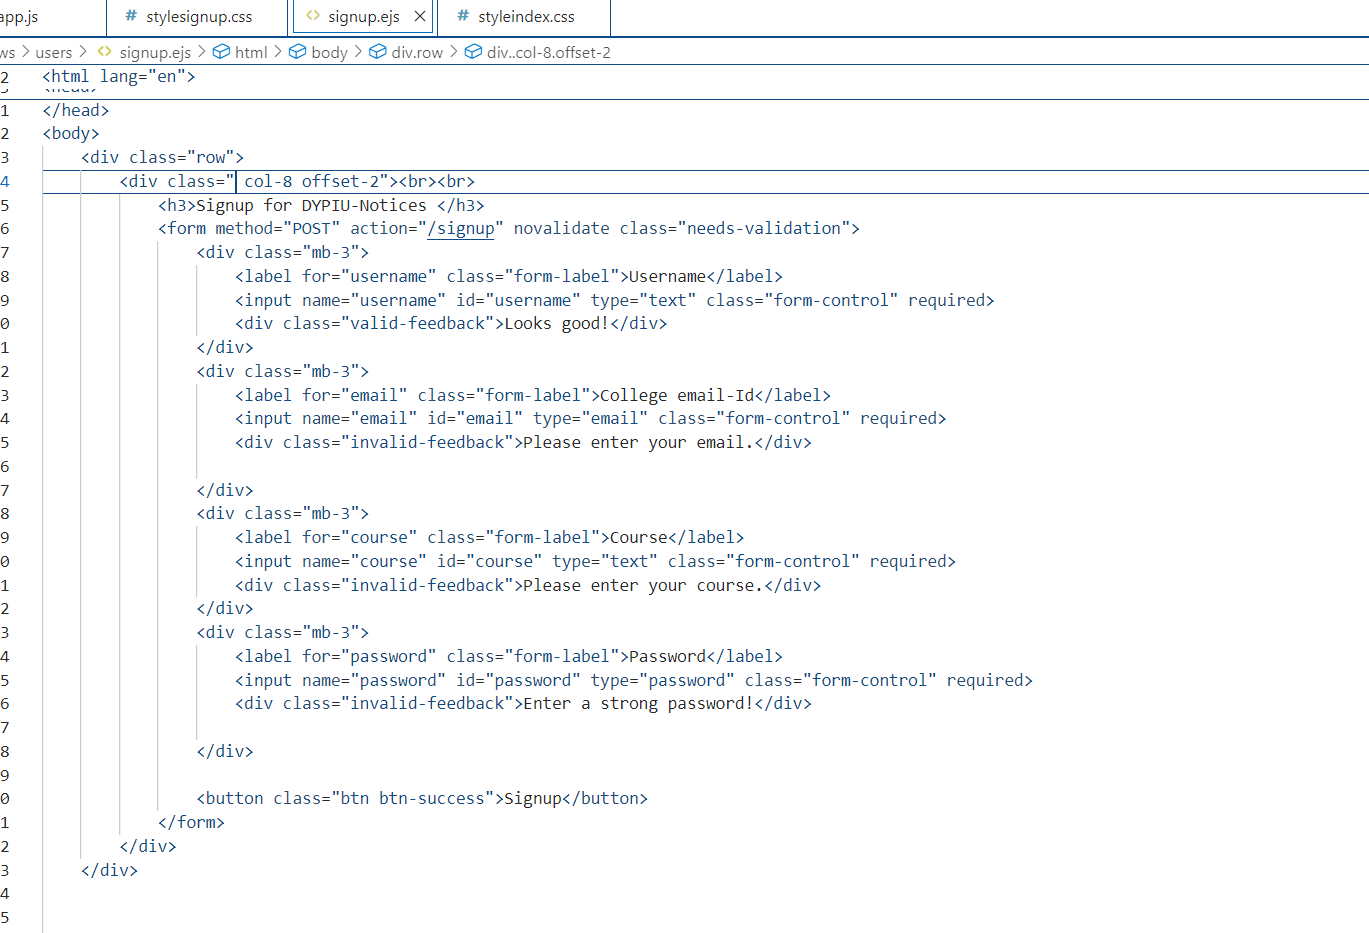 app.js # stylesignup.css <> signup.ejs × # styleindex.css
ws > users > <> signup.ejs > html > body > div.row > div..col-8.offset-2
2 <html lang="en">
1 </head>
2 <body>
3 <div class="row">
4 <div class=" col-8 offset-2"><br><br>
5 <h3>Signup for DYPIU-Notices </h3>
6 <form method="POST" action="/signup" novalidate class="needs-validation">
7 <div class="mb-3">
8 <label for="username" class="form-label">Username</label>
9 <input name="username" id="username" type="text" class="form-control" required>
0 <div class="valid-feedback">Looks good!</div>
1 </div>
2 <div class="mb-3">
3 <label for="email" class="form-label">College email-Id</label>
4 <input name="email" id="email" type="email" class="form-control" required>
5 <div class="invalid-feedback">Please enter your email.</div>
6
7 </div>
8 <div class="mb-3">
9 <label for="course" class="form-label">Course</label>
0 <input name="course" id="course" type="text" class="form-control" required>
1 <div class="invalid-feedback">Please enter your course.</div>
2 </div>
3 <div class="mb-3">
4 <label for="password" class="form-label">Password</label>
5 <input name="password" id="password" type="password" class="form-control" required>
6 <div class="invalid-feedback">Enter a strong password!</div>
7
8 </div>
9
0 <button class="btn btn-success">Signup</button>
1 </form>
2 </div>
3 </div>
4
5